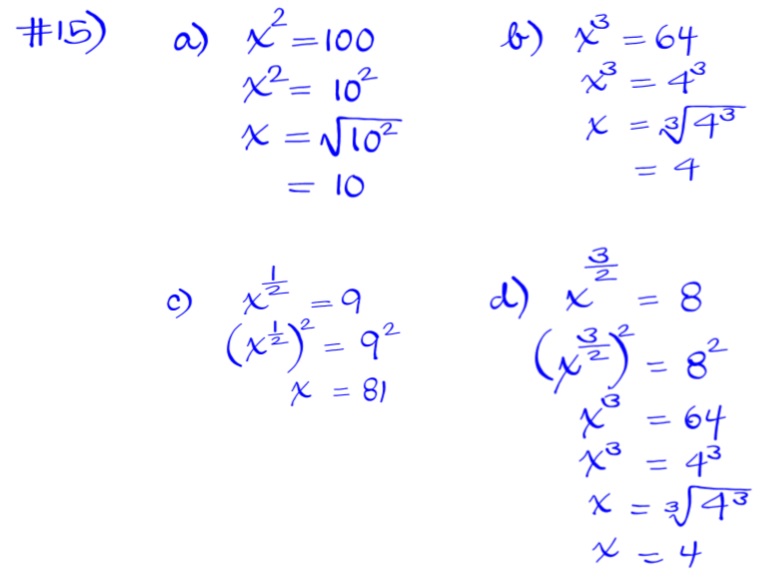 #15) a) x² = 100
x² = 10²
x = √10²
= 10
b) x³ = 64
x³ = 4³
x = ∛4³
= 4
c) x^(1/2) = 9
(x^(1/2))² = 9²
x = 81
d) x^(3/2) = 8
(x^(3/2))² = 8²
x³ = 64
x³ = 4³
x = ∛4³
x = 4